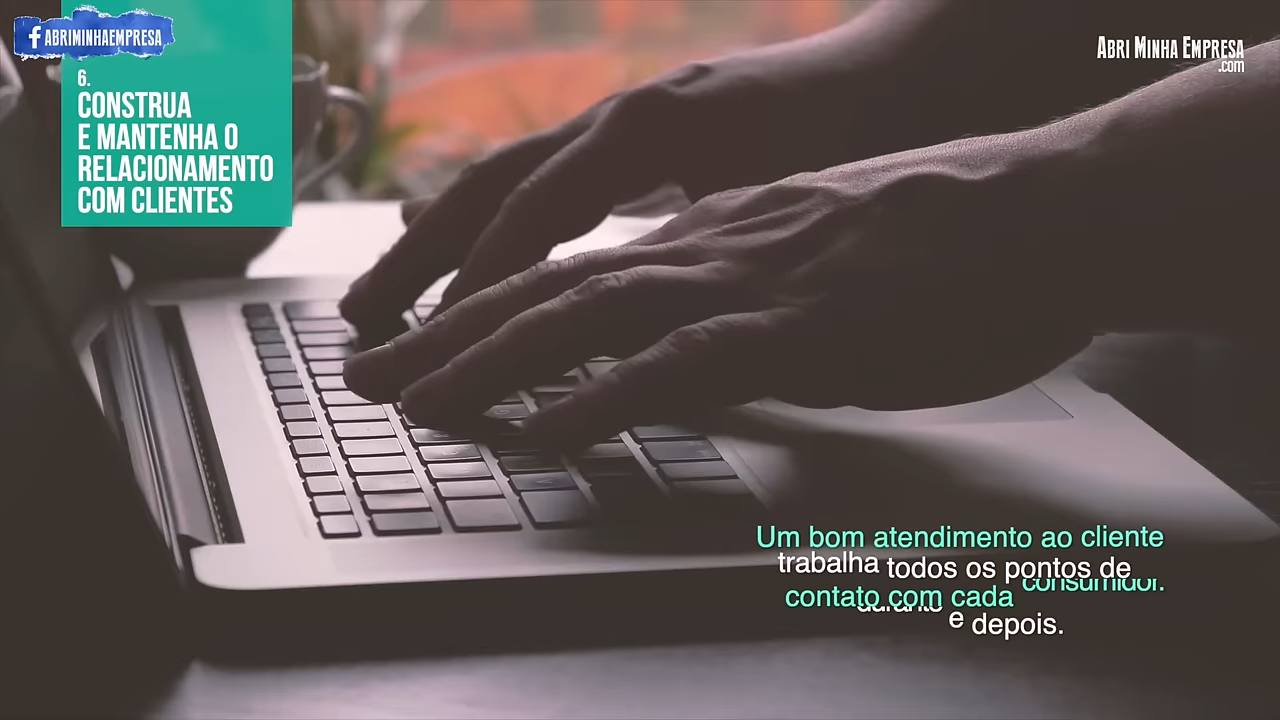 ABRIMINHAEMPRESA
ABRI MINHA EMPRESA
.com
6.
CONSTRUA
E MANTENHA O
RELACIONAMENTO
COM CLIENTES
Um bom atendimento ao cliente
trabalha todos os pontos de
contato com cada consumidor.
e depois.